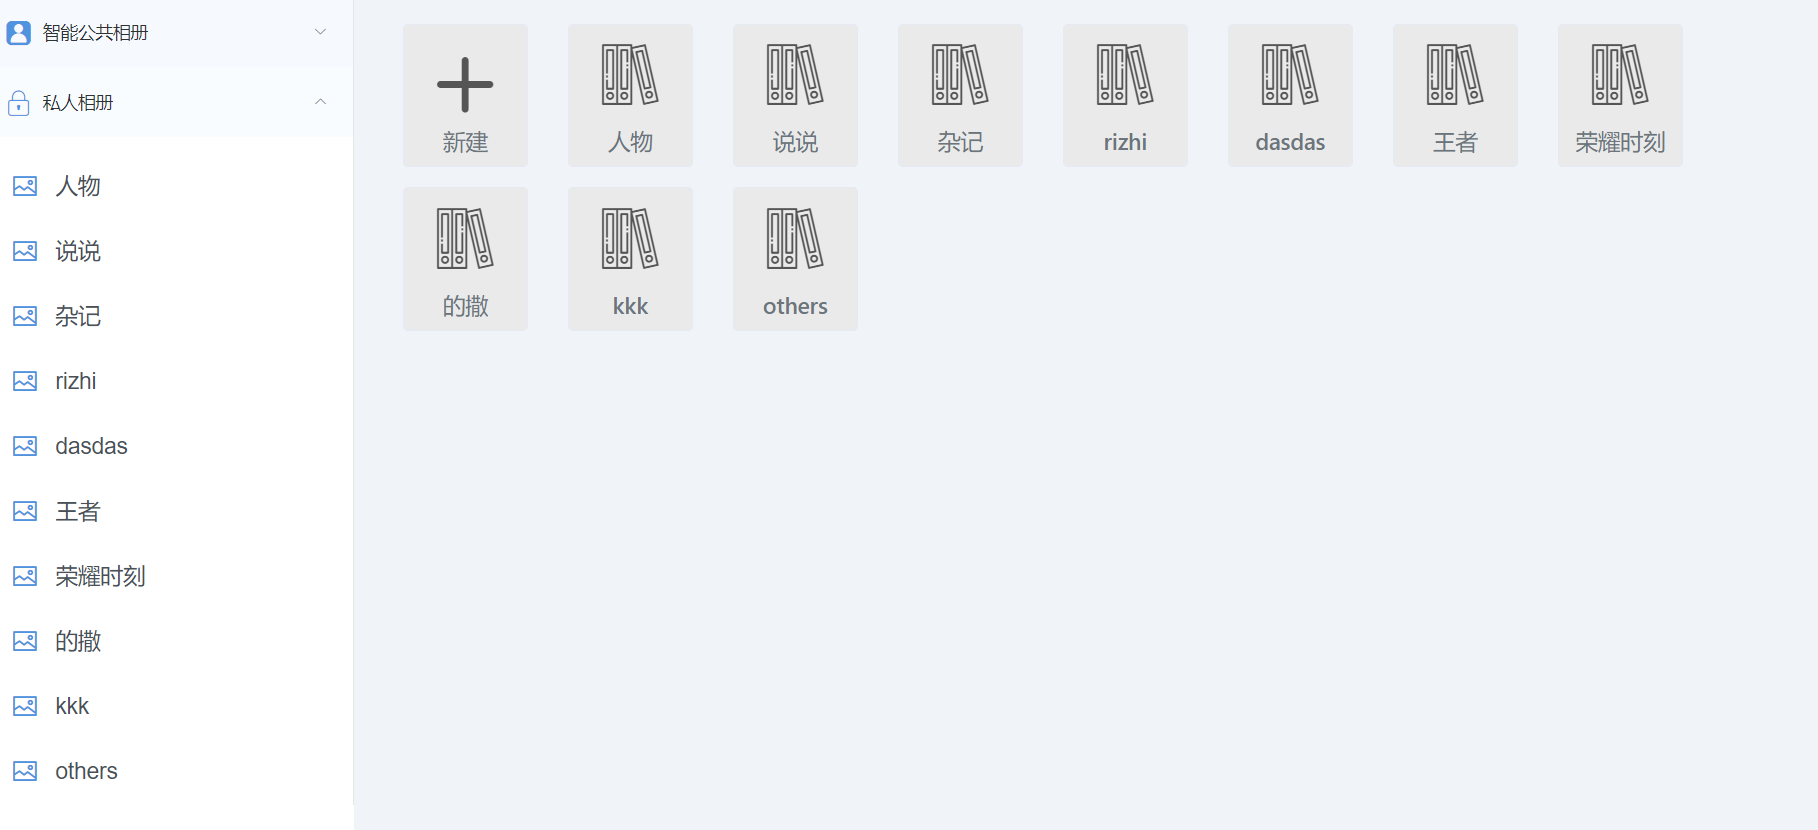 智能公共相册
私人相册
人物
说说
杂记
rizhi
dasdas
王者
荣耀时刻
的撒
kkk
others
新建
人物
说说
杂记
rizhi
dasdas
王者
荣耀时刻
的撒
kkk
others